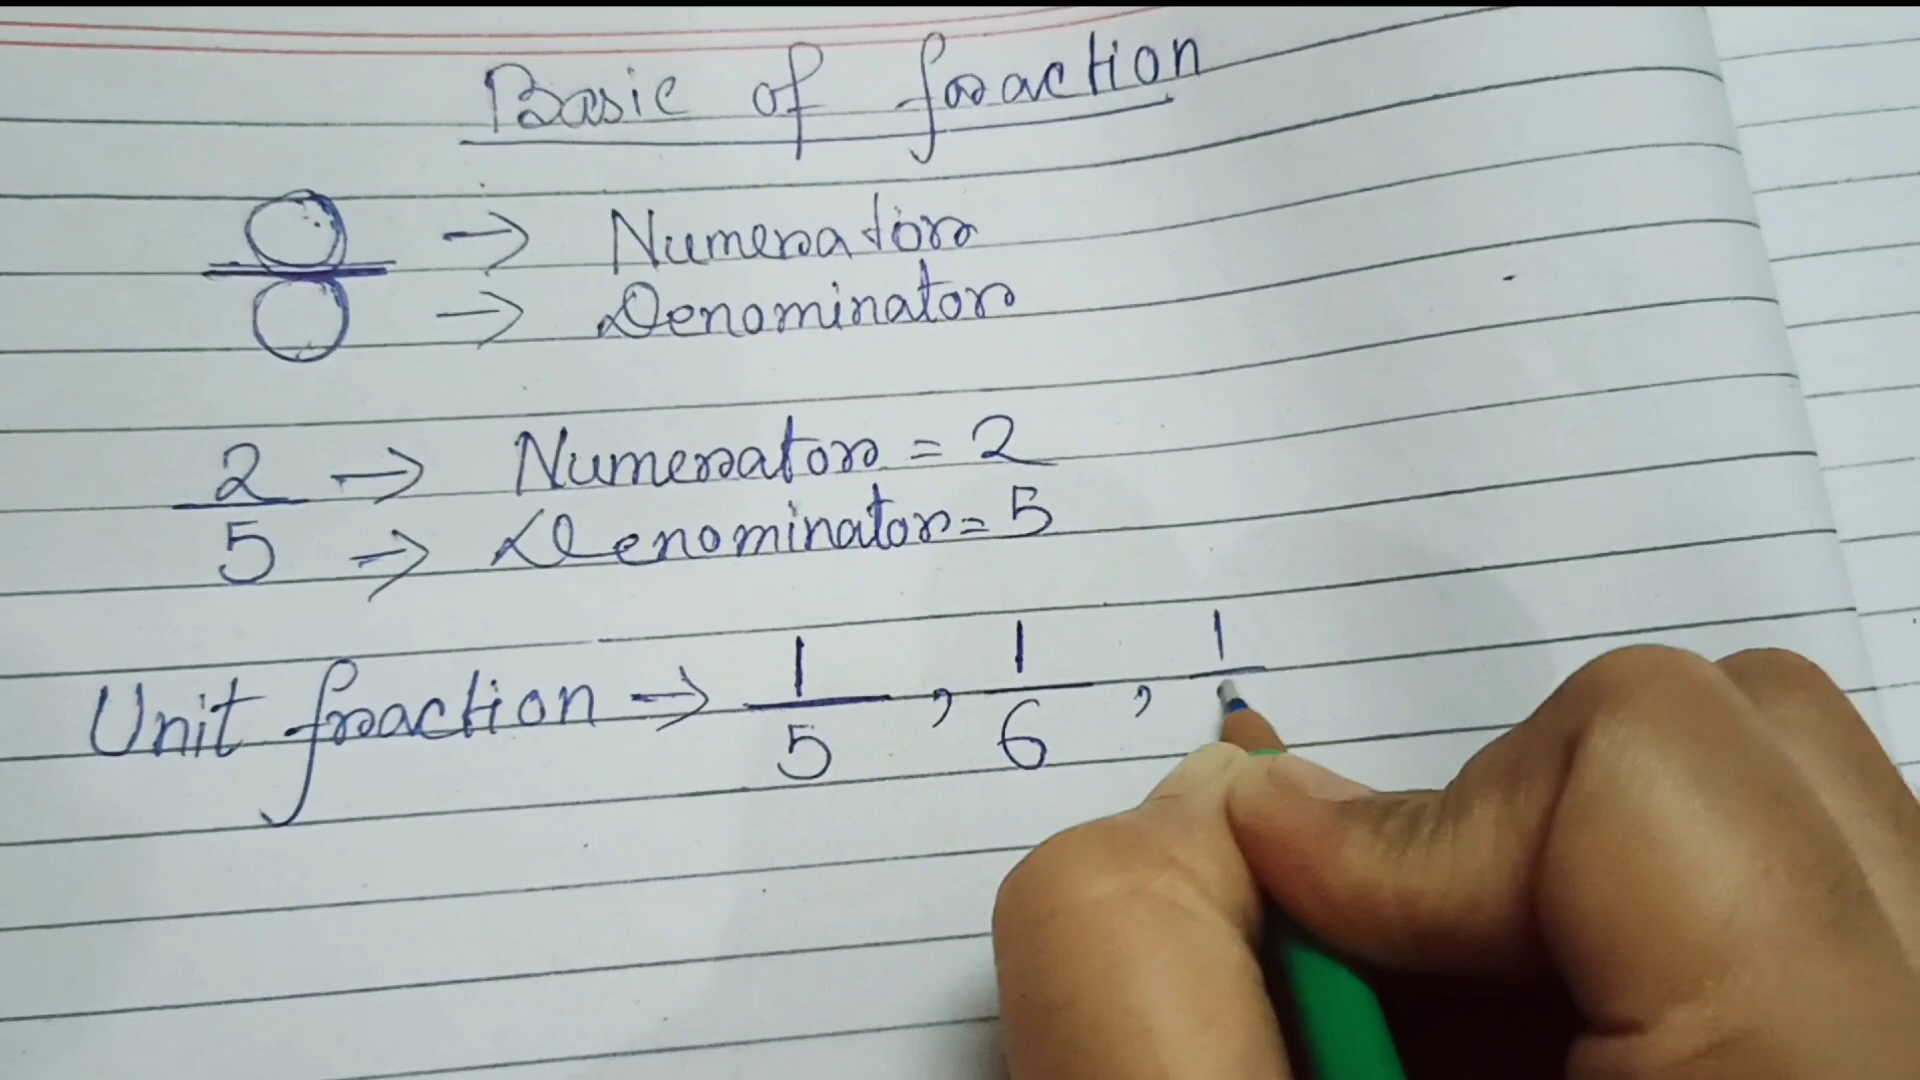 Basic of fraction
→ Numerator
→ Denominator
2/5 → Numerator = 2
→ Denominator = 5
Unit fraction → 1/5 , 1/6 , 1/